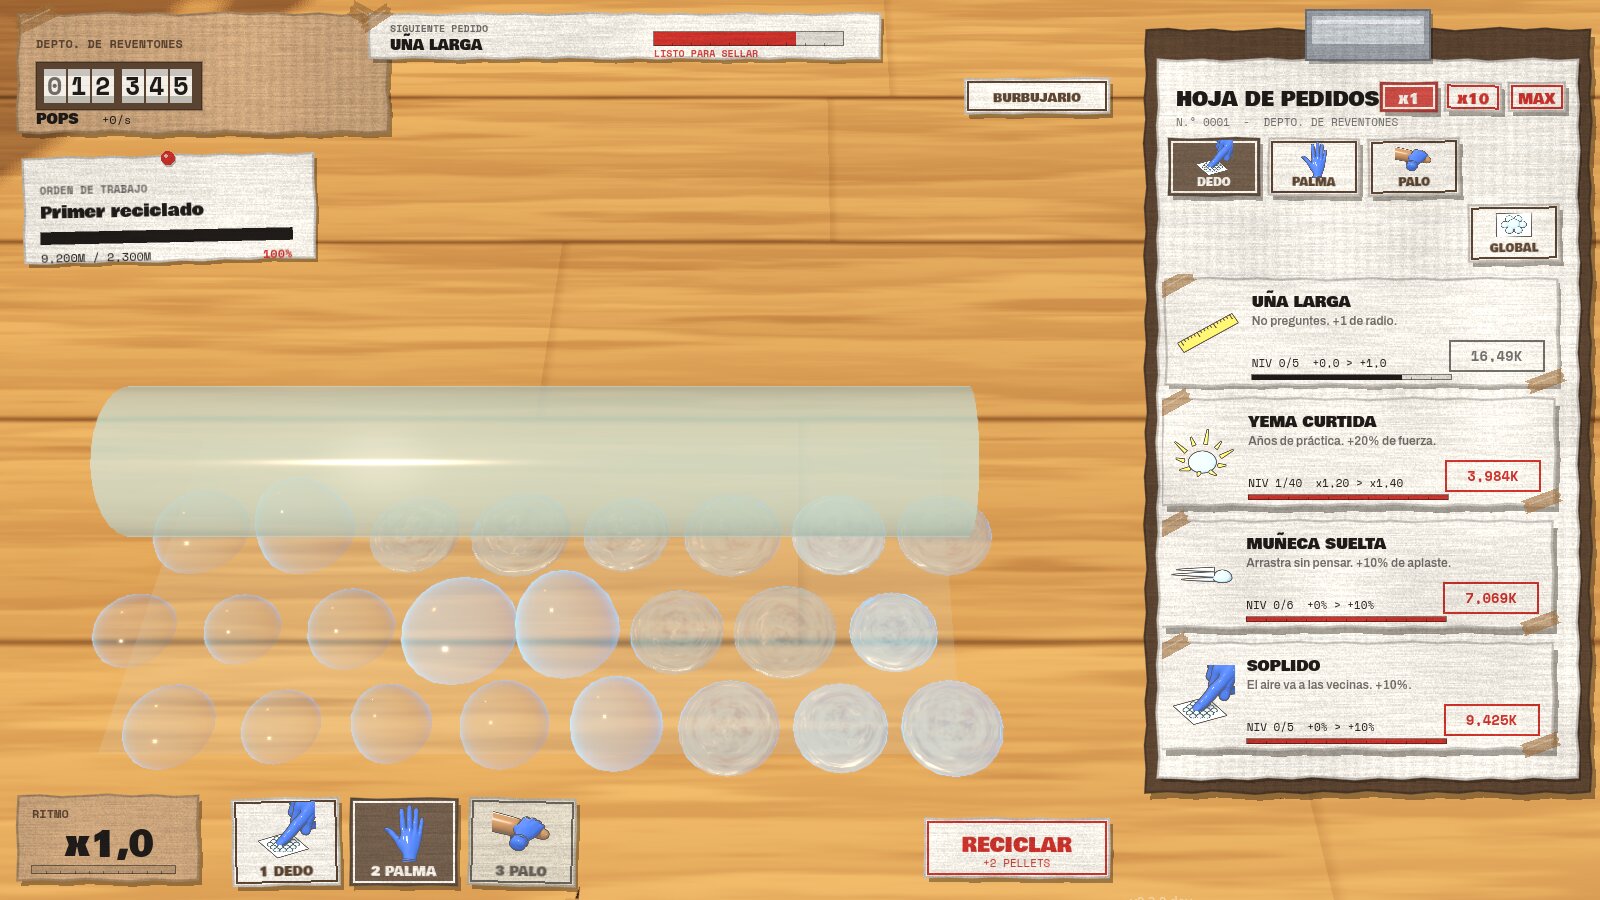 DEPTO. DE REVENTONES
012345
POPS +0/s
SIGUIENTE PEDIDO
UÑA LARGA
LISTO PARA SELLAR
BURBUJARIO
ORDEN DE TRABAJO
Primer reciclado
9,200M / 2,300M 100%
HOJA DE PEDIDOS x1 x10 MAX
N.º 0001 - DEPTO. DE REVENTONES
DEDO PALMA PALO
GLOBAL
UÑA LARGA
No preguntes. +1 de radio.
NIV 0/5 +0,0 > +1,0 16,49K
YEMA CURTIDA
Años de práctica. +20% de fuerza.
NIV 1/40 x1,20 > x1,40 3,984K
MUÑECA SUELTA
Arrastra sin pensar. +10% de aplaste.
NIV 0/6 +0% > +10% 7,069K
SOPLIDO
El aire va a las vecinas. +10%.
NIV 0/5 +0% > +10% 9,425K
RITMO
x1,0
1 DEDO 2 PALMA 3 PALO
RECICLAR
+2 PELLETS